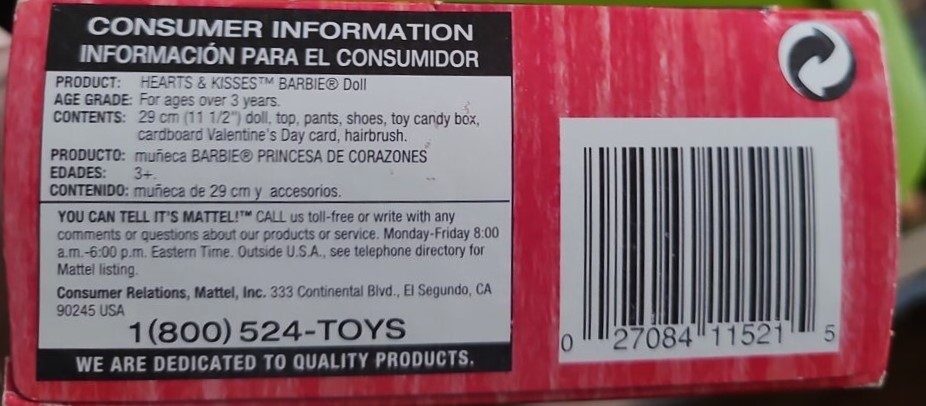 CONSUMER INFORMATION
INFORMACIÓN PARA EL CONSUMIDOR
PRODUCT: HEARTS & KISSES™ BARBIE® Doll
AGE GRADE: For ages over 3 years.
CONTENTS: 29 cm (11 1/2") doll, top, pants, shoes, toy candy box,
cardboard Valentine's Day card, hairbrush.
PRODUCTO: muñeca BARBIE® PRINCESA DE CORAZONES
EDADES: 3+.
CONTENIDO: muñeca de 29 cm y accesorios.
YOU CAN TELL IT'S MATTEL!™ CALL us toll-free or write with any
comments or questions about our products or service. Monday-Friday 8:00
a.m.-6:00 p.m. Eastern Time. Outside U.S.A., see telephone directory for
Mattel listing.
Consumer Relations, Mattel, Inc. 333 Continental Blvd., El Segundo, CA
90245 USA
1(800) 524-TOYS
WE ARE DEDICATED TO QUALITY PRODUCTS.
0 27084 11521 5